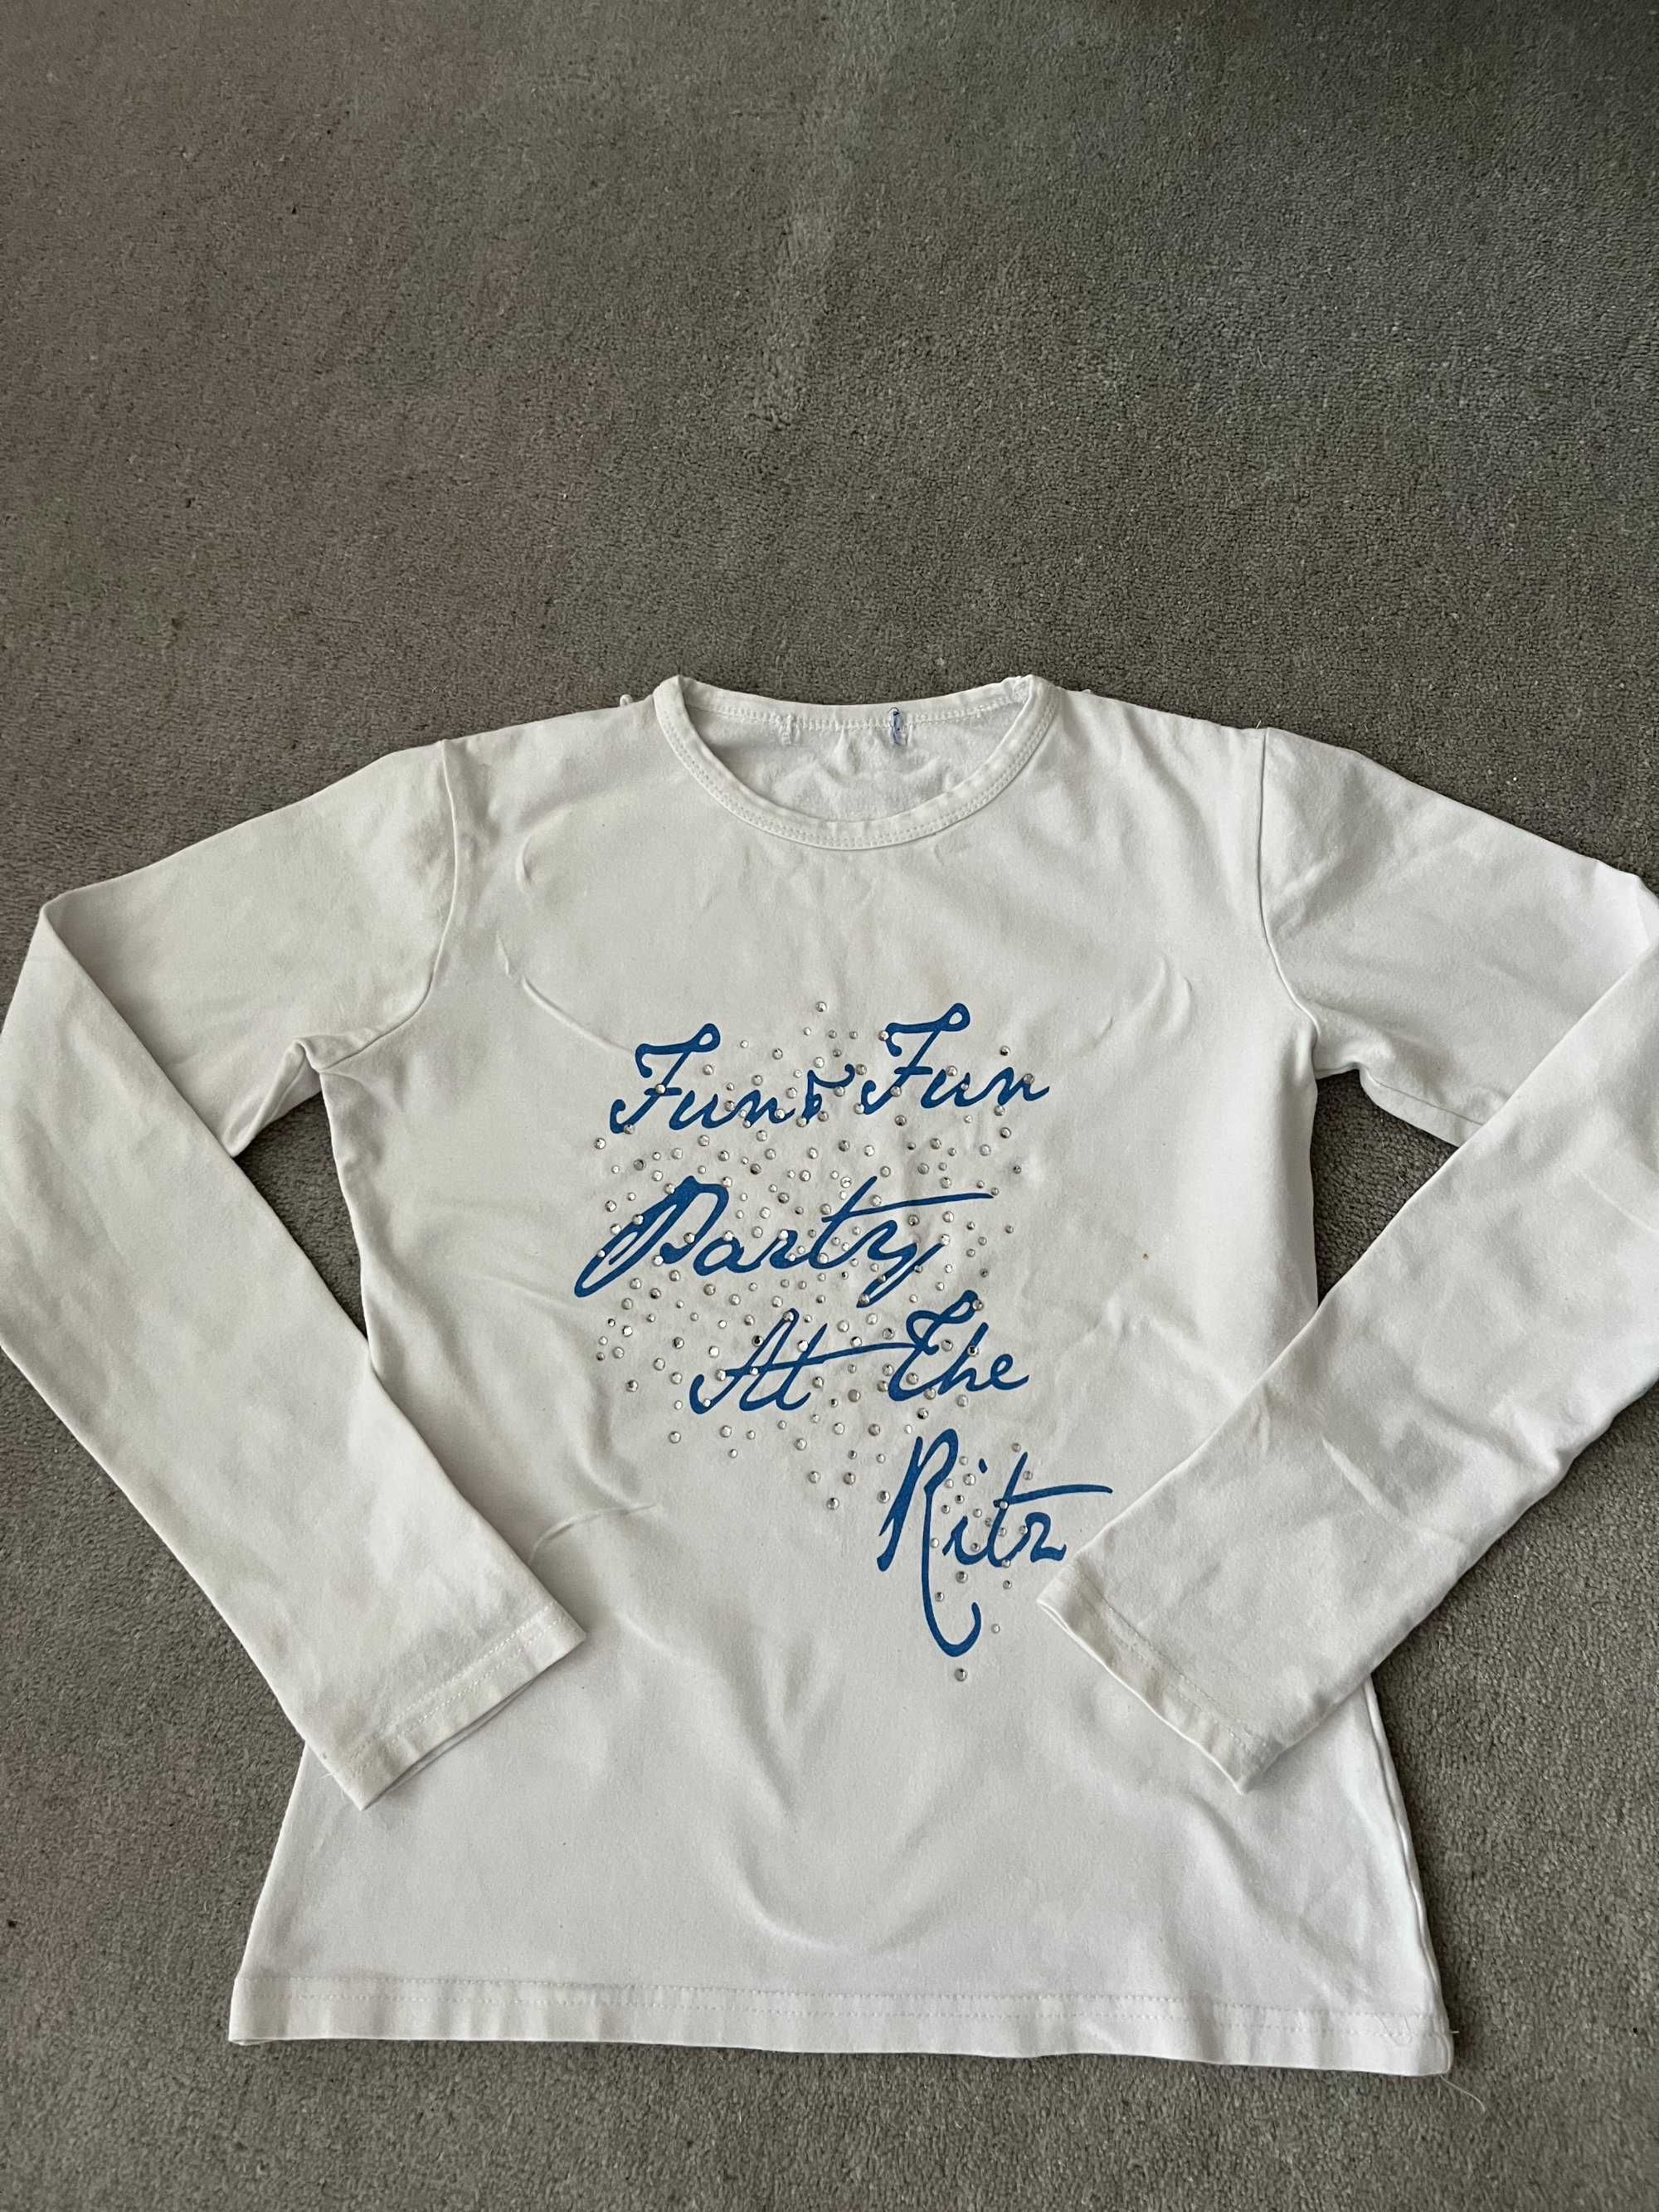 Fun & Fun
Party
At The
Ritz